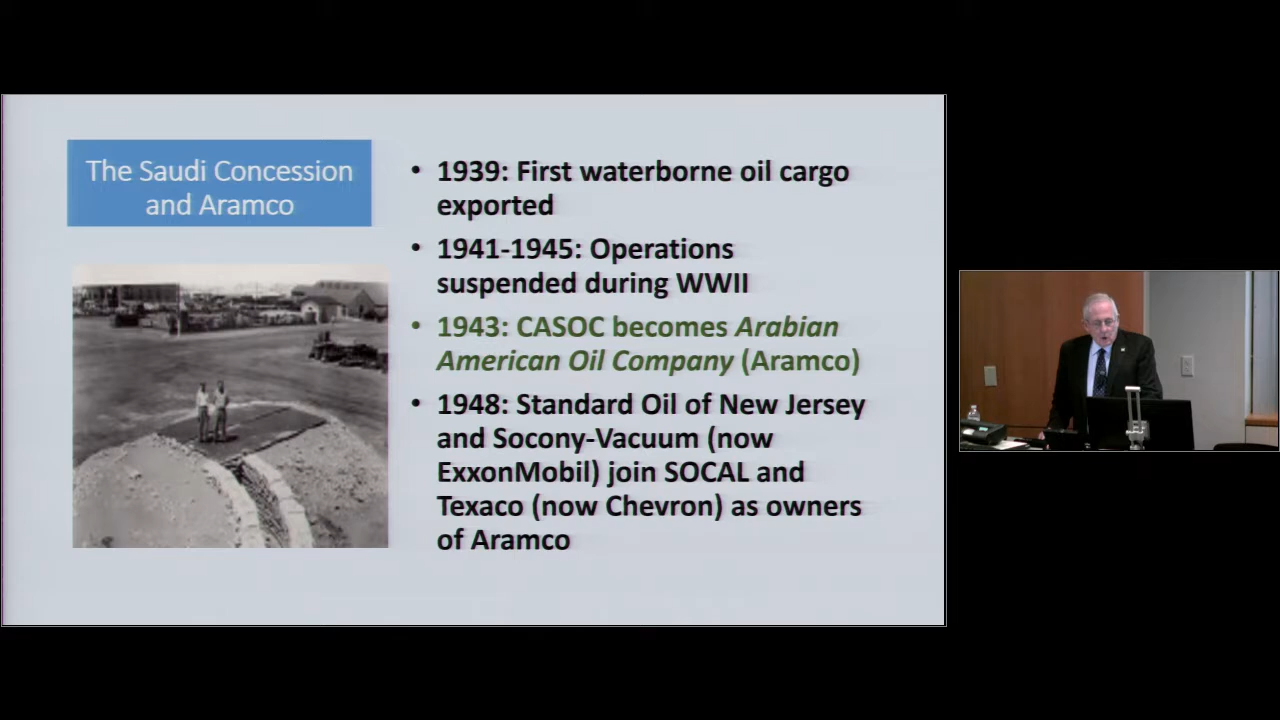 The Saudi Concession
and Aramco
• 1939: First waterborne oil cargo
exported
• 1941-1945: Operations
suspended during WWII
• 1943: CASOC becomes Arabian
American Oil Company (Aramco)
• 1948: Standard Oil of New Jersey
and Socony-Vacuum (now
ExxonMobil) join SOCAL and
Texaco (now Chevron) as owners
of Aramco